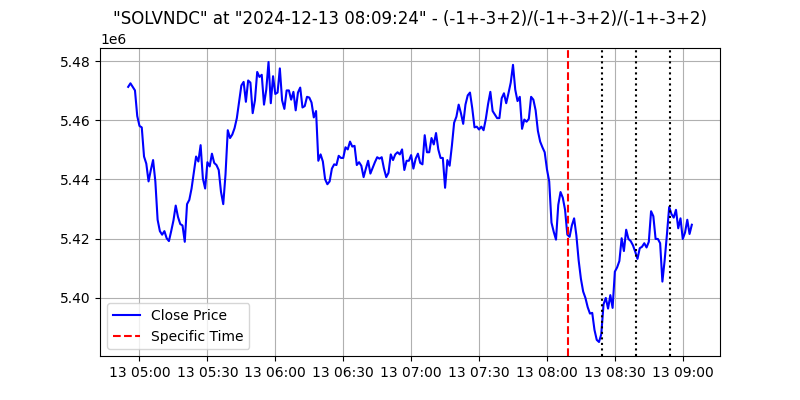 "SOLVNDC" at "2024-12-13 08:09:24" - (-1+-3+2)/(-1+-3+2)/(-1+-3+2)
1e6
5.48
5.46
5.44
5.42
5.40
Close Price
Specific Time
13 05:00 13 05:30 13 06:00 13 06:30 13 07:00 13 07:30 13 08:00 13 08:30 13 09:00